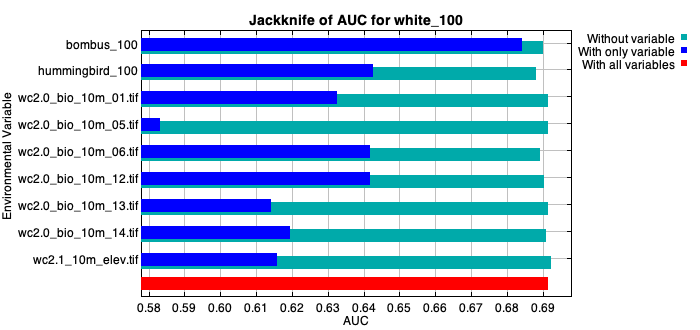 Jackknife of AUC for white_100
Without variable
With only variable
With all variables
Environmental Variable
bombus_100
hummingbird_100
wc2.0_bio_10m_01.tif
wc2.0_bio_10m_05.tif
wc2.0_bio_10m_06.tif
wc2.0_bio_10m_12.tif
wc2.0_bio_10m_13.tif
wc2.0_bio_10m_14.tif
wc2.1_10m_elev.tif
0.58 0.59 0.60 0.61 0.62 0.63 0.64 0.65 0.66 0.67 0.68 0.69
AUC